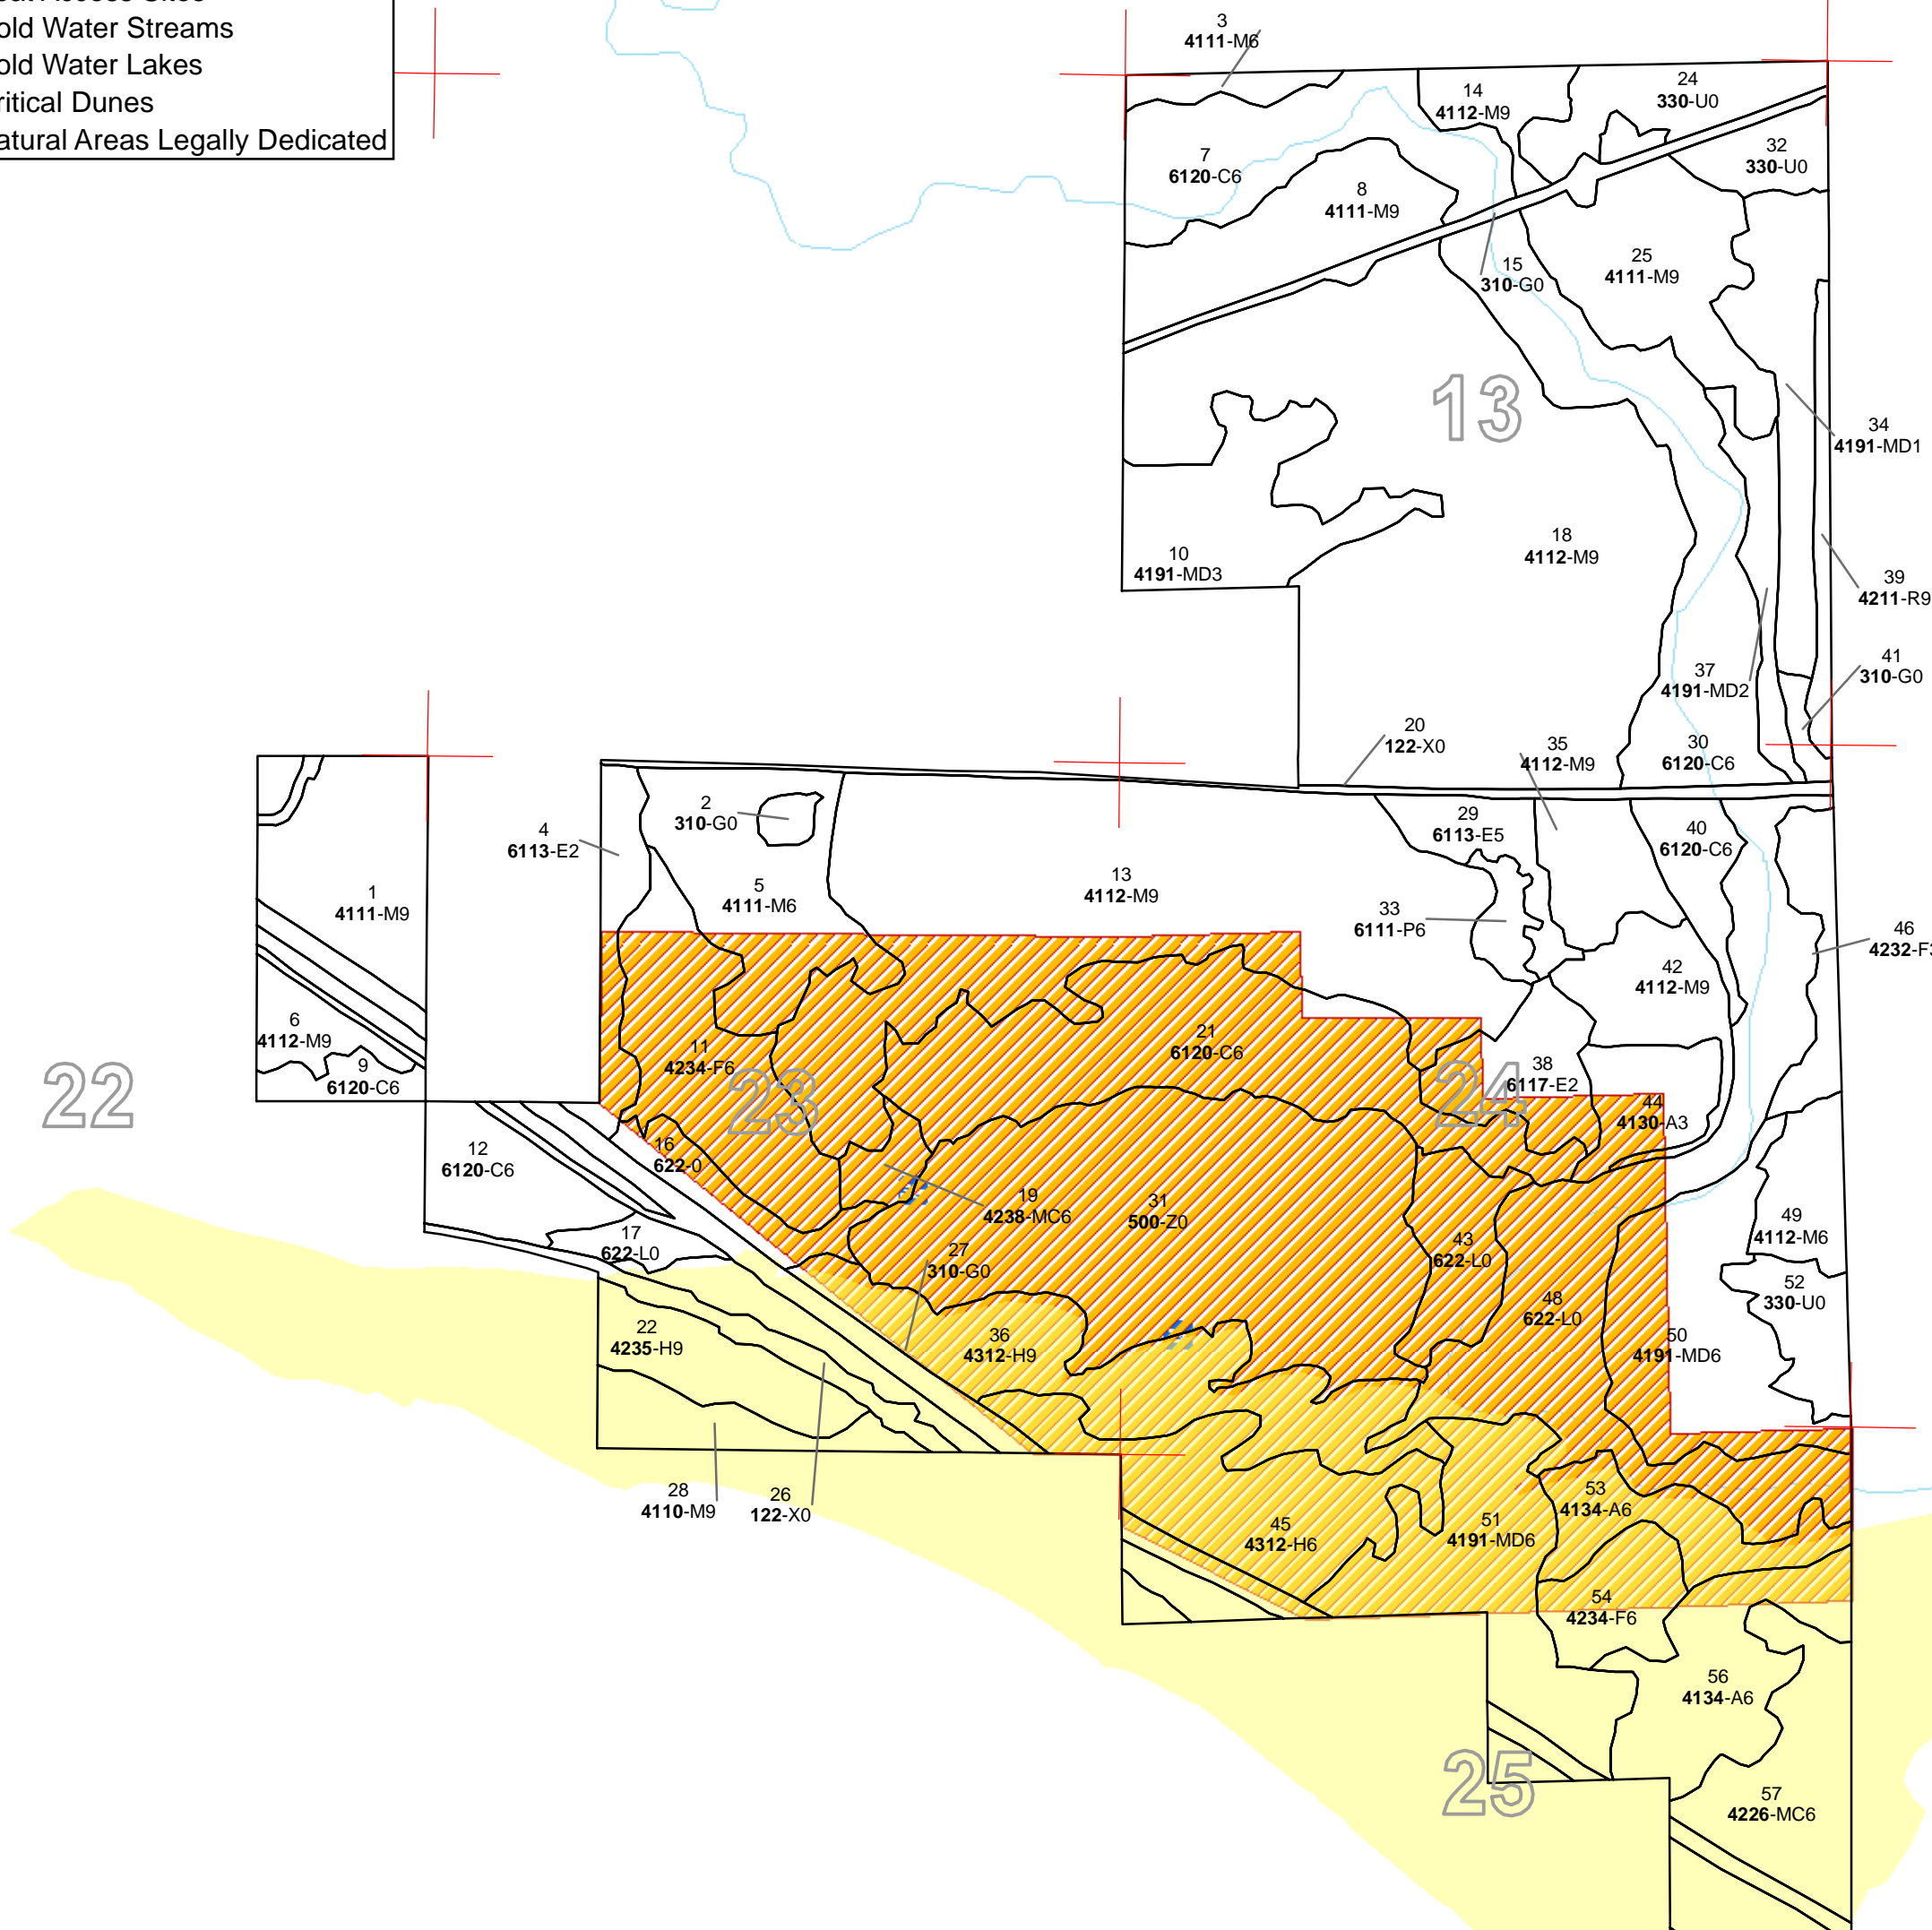 old Water Streams
old Water Lakes
ritical Dunes
atural Areas Legally Dedicated
3
4111-M6
14
4112-M9
24
330-U0
7
6120-C6
8
4111-M9
32
330-U0
15
310-G0
25
4111-M9
13
34
4191-MD1
10
4191-MD3
18
4112-M9
39
4211-R9
37
4191-MD2
41
310-G0
20
122-X0
35
4112-M9
30
6120-C6
2
310-G0
4
6113-E2
29
6113-E5
40
6120-C6
1
4111-M9
5
4111-M6
13
4112-M9
33
6111-P6
46
4232-F3
42
4112-M9
6
4112-M9
9
6120-C6
22
11
4234-F6
23
21
6120-C6
24
38
6117-E2
44
4130-A3
12
6120-C6
16
622-0
19
4238-MC6
31
500-Z0
17
622-L0
27
310-G0
43
622-L0
49
4112-M6
48
622-L0
52
330-U0
22
4235-H9
36
4312-H9
50
4191-MD6
28
4110-M9
26
122-X0
45
4312-H6
51
4191-MD6
53
4134-A6
54
4234-F6
56
4134-A6
25
57
4226-MC6